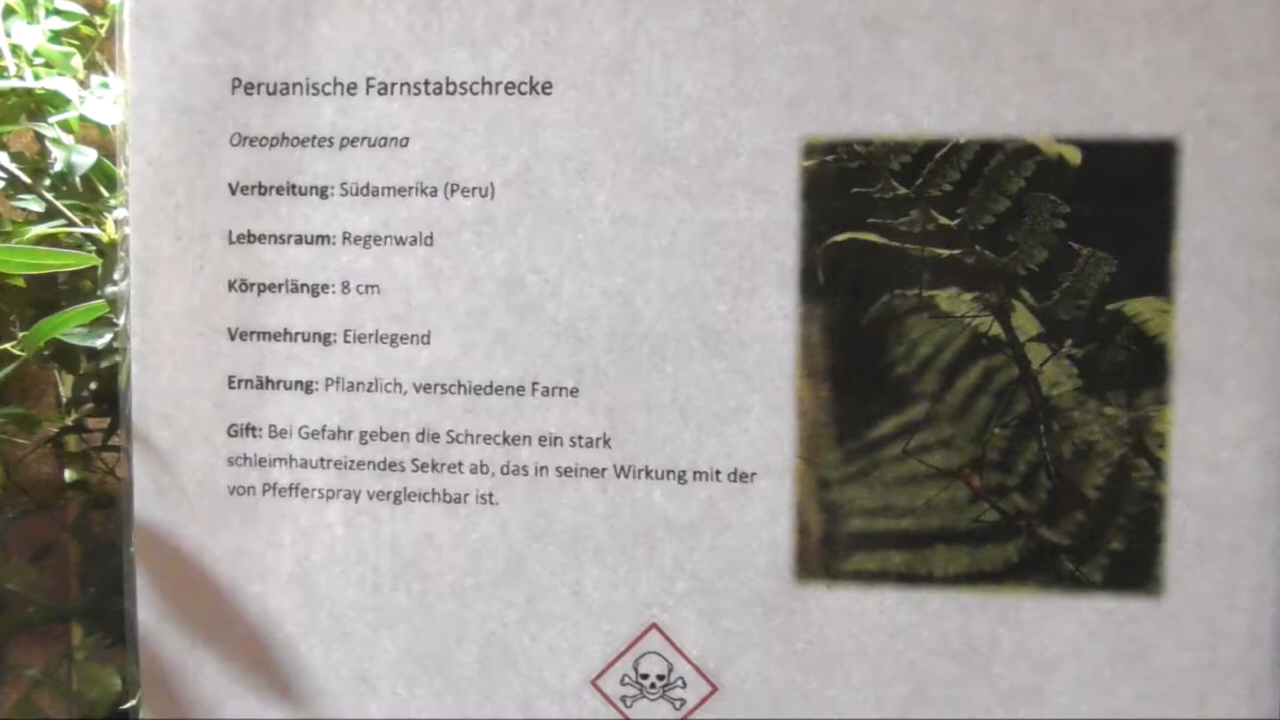 Peruanische Farnstabschrecke
Oreophoetes peruana
Verbreitung: Südamerika (Peru)
Lebensraum: Regenwald
Körperlänge: 8 cm
Vermehrung: Eierlegend
Ernährung: Pflanzlich, verschiedene Farne
Gift: Bei Gefahr geben die Schrecken ein stark
schleimhautreizendes Sekret ab, das in seiner Wirkung mit der
von Pfefferspray vergleichbar ist.